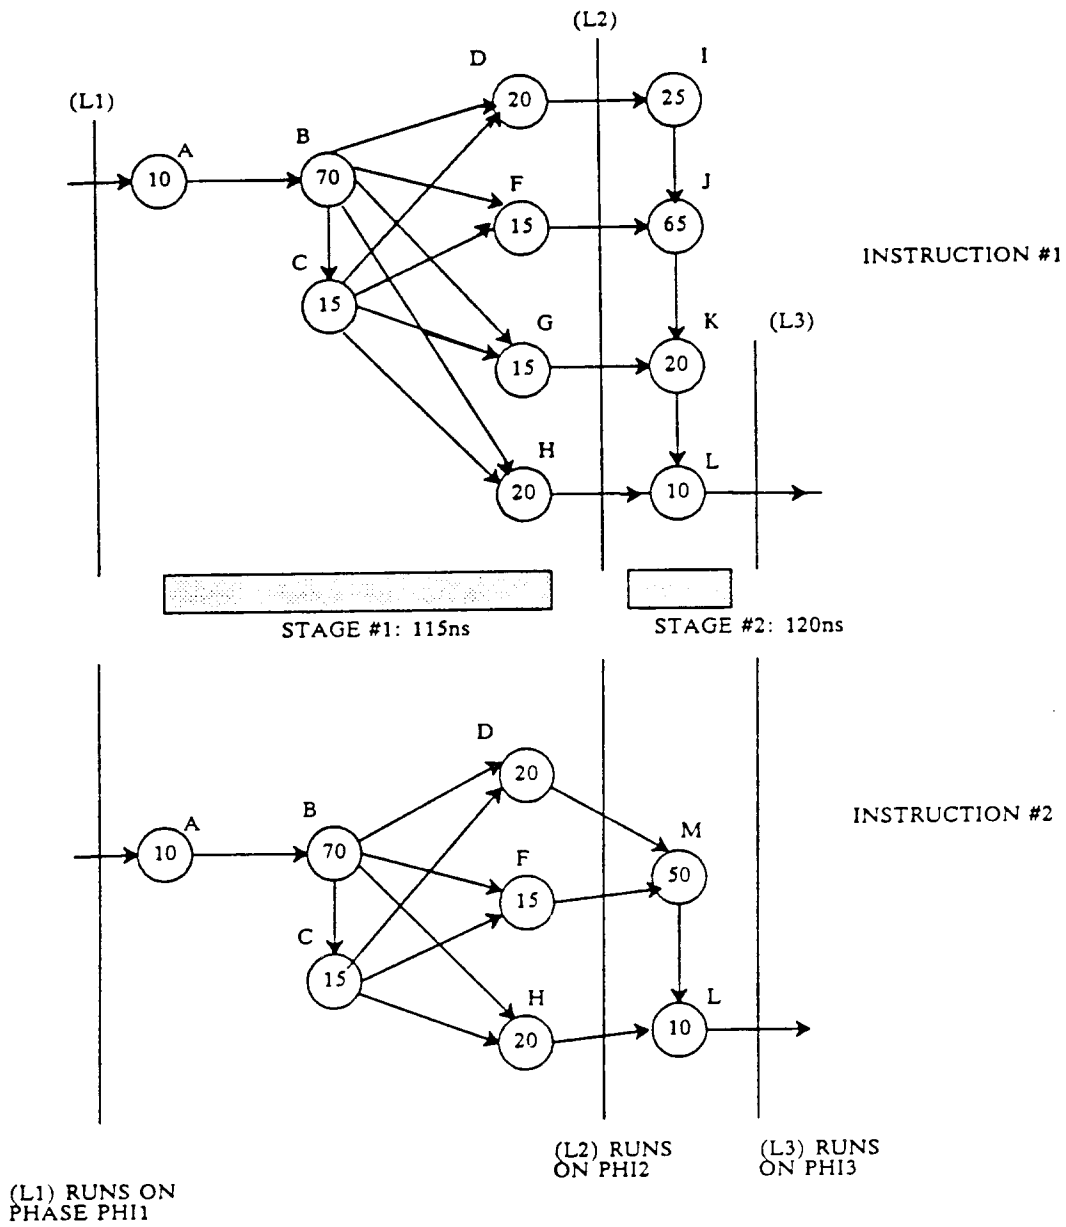 (L2)
D
I
20
25
(L1)
B
A
10
70
F
J
15
65
INSTRUCTION #1
C
15
G
K
(L3)
15
20
H
L
20
10
STAGE #1: 115ns
STAGE #2: 120ns
D
20
INSTRUCTION #2
B
A
10
70
M
F
50
15
C
15
H
L
20
10
(L2) RUNS
ON PHI2
(L3) RUNS
ON PHI3
(L1) RUNS ON
PHASE PHI1